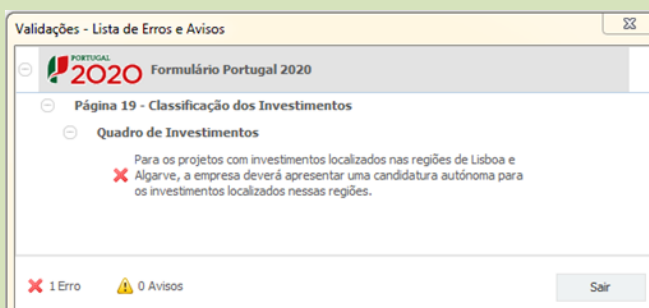 Validações - Lista de Erros e Avisos
PORTUGAL
2020 Formulário Portugal 2020
Página 19 - Classificação dos Investimentos
Quadro de Investimentos
Para os projetos com investimentos localizados nas regiões de Lisboa e
Algarve, a empresa deverá apresentar uma candidatura autónoma para
os investimentos localizados nessas regiões.
1 Erro 0 Avisos Sair